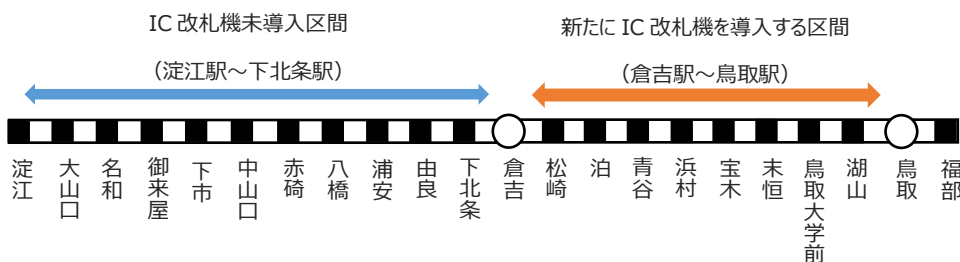 IC 改札機未導入区間
(淀江駅~下北条駅)
新たに IC 改札機を導入する区間
(倉吉駅~鳥取駅)
淀江
大山口
名和
御来屋
下市
中山口
赤碕
八橋
浦安
由良
下北条
倉吉
松崎
泊
青谷
浜村
宝木
末恒
鳥取大学前
湖山
鳥取
福部